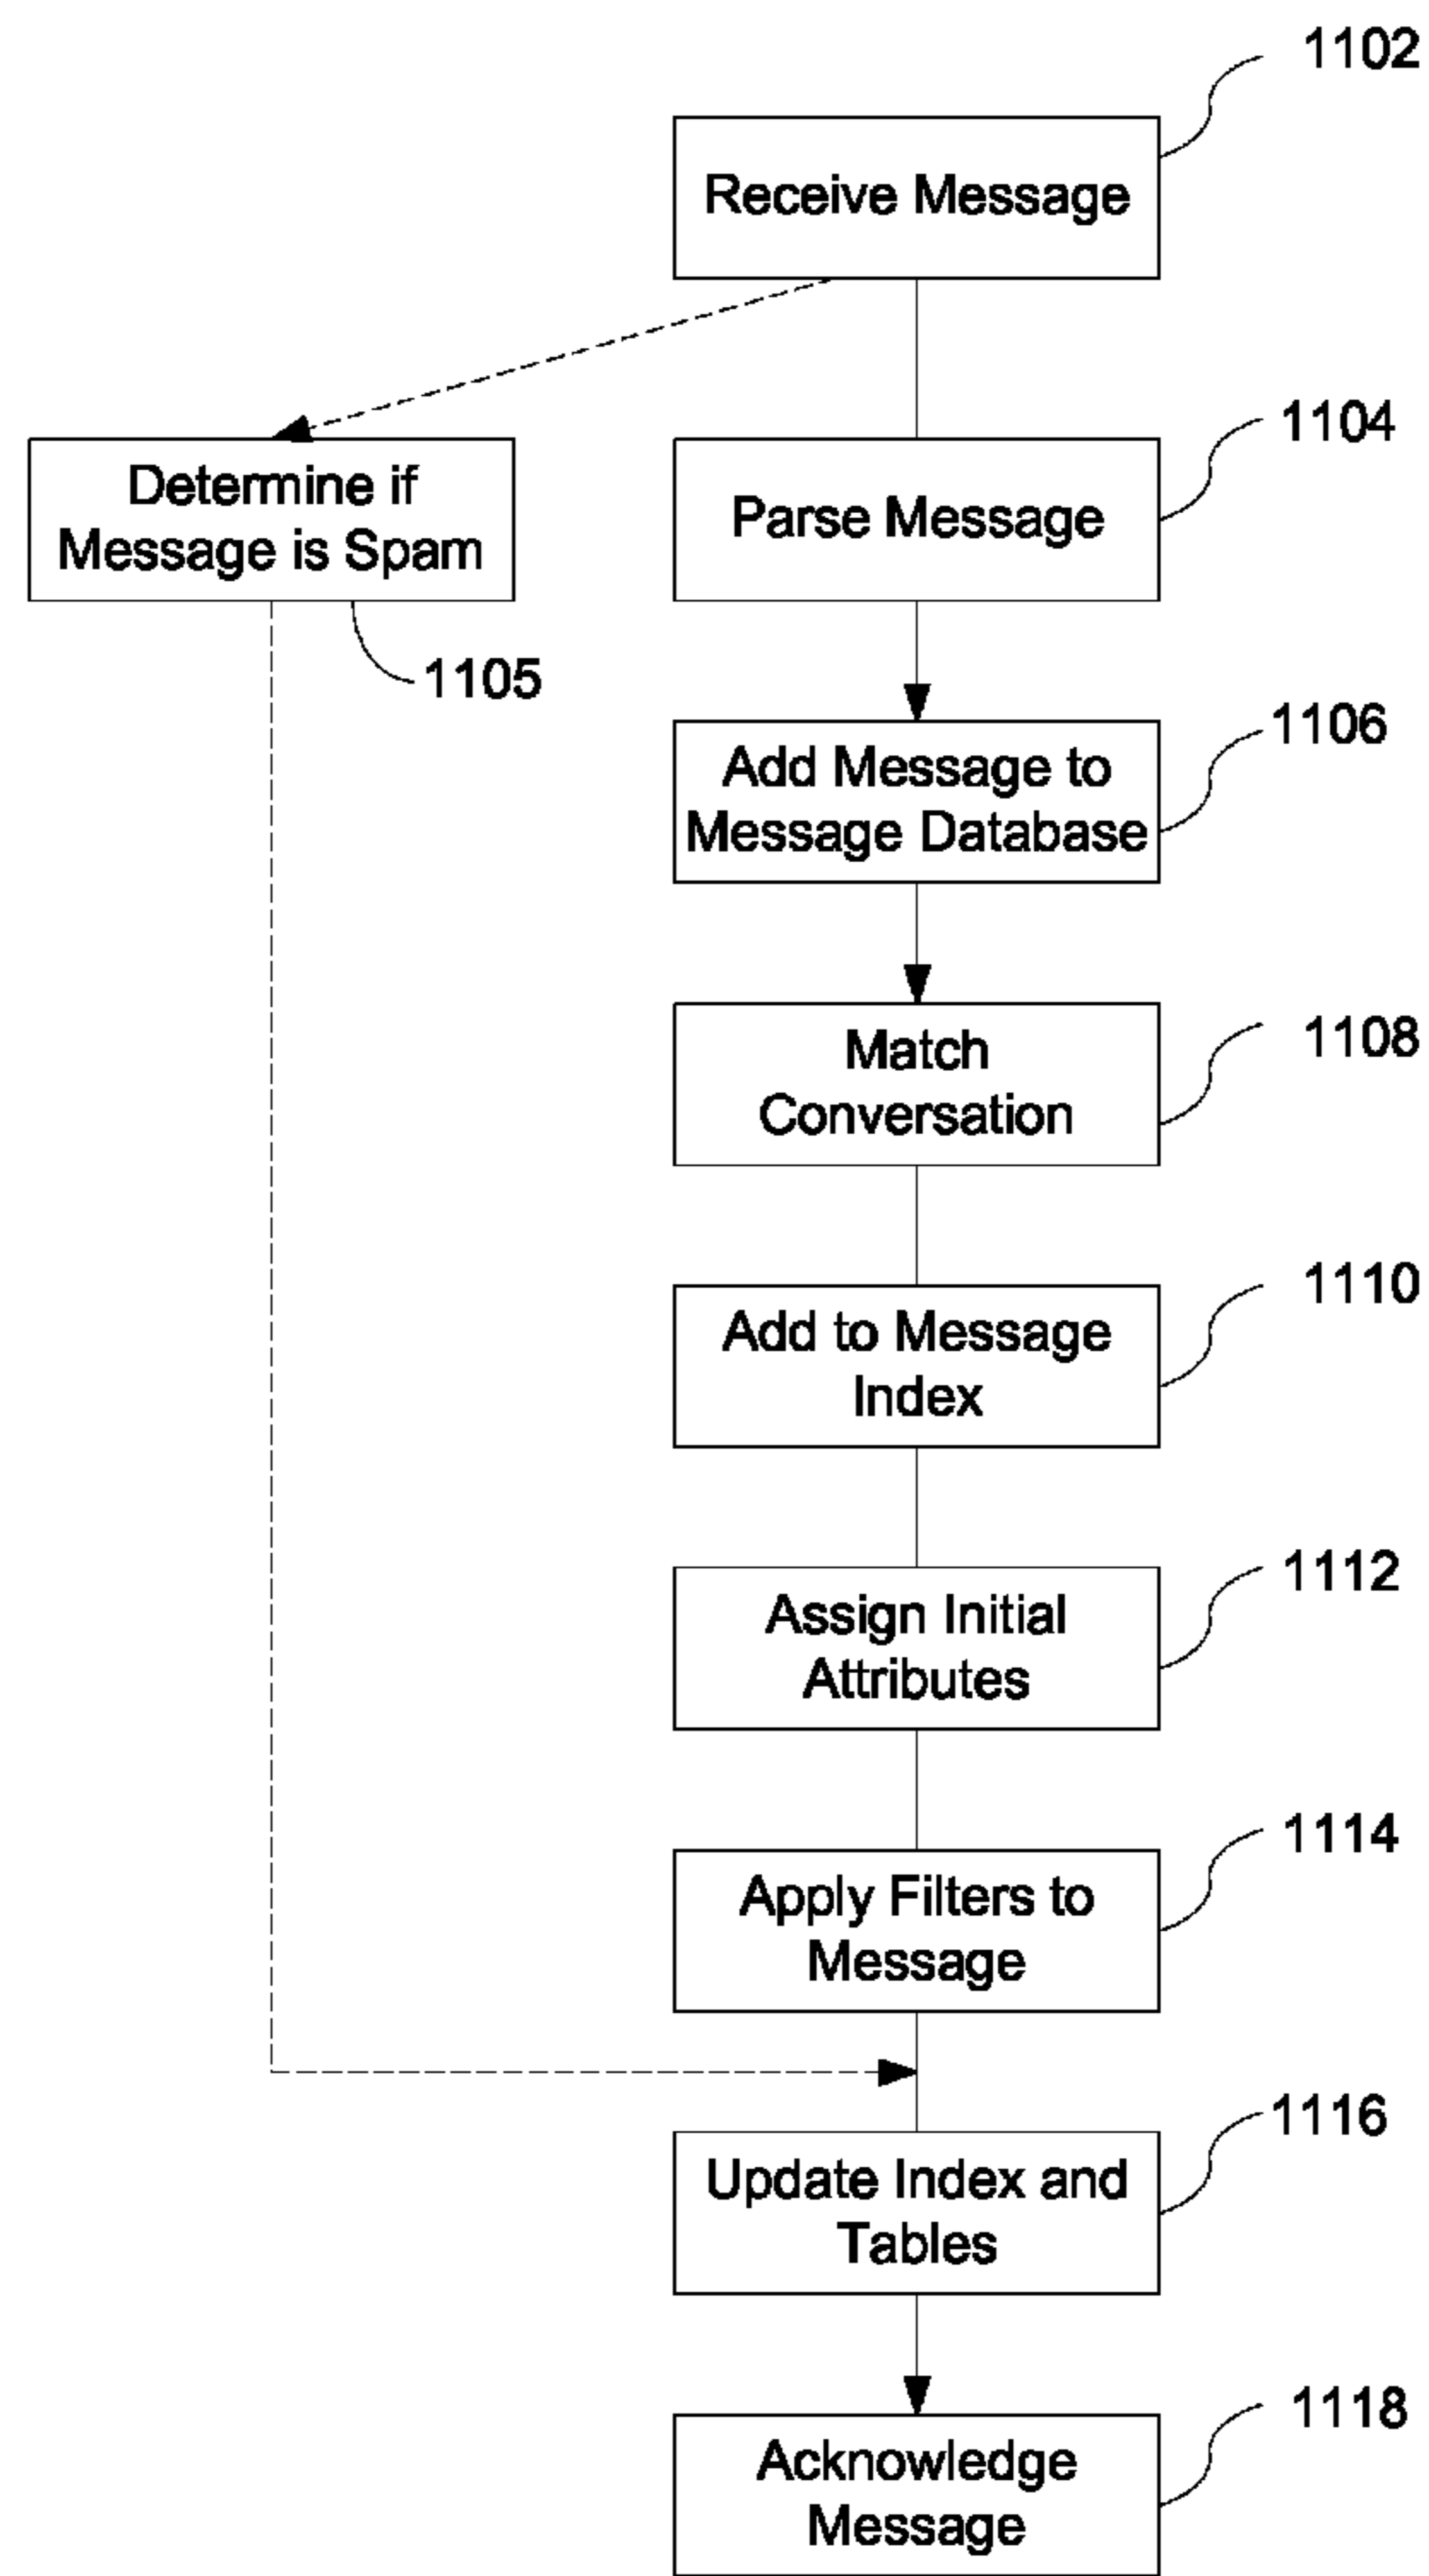 1102
Receive Message
1104
Determine if
Message is Spam
Parse Message
1105
1106
Add Message to
Message Database
1108
Match
Conversation
1110
Add to Message
Index
1112
Assign Initial
Attributes
1114
Apply Filters to
Message
1116
Update Index and
Tables
1118
Acknowledge
Message